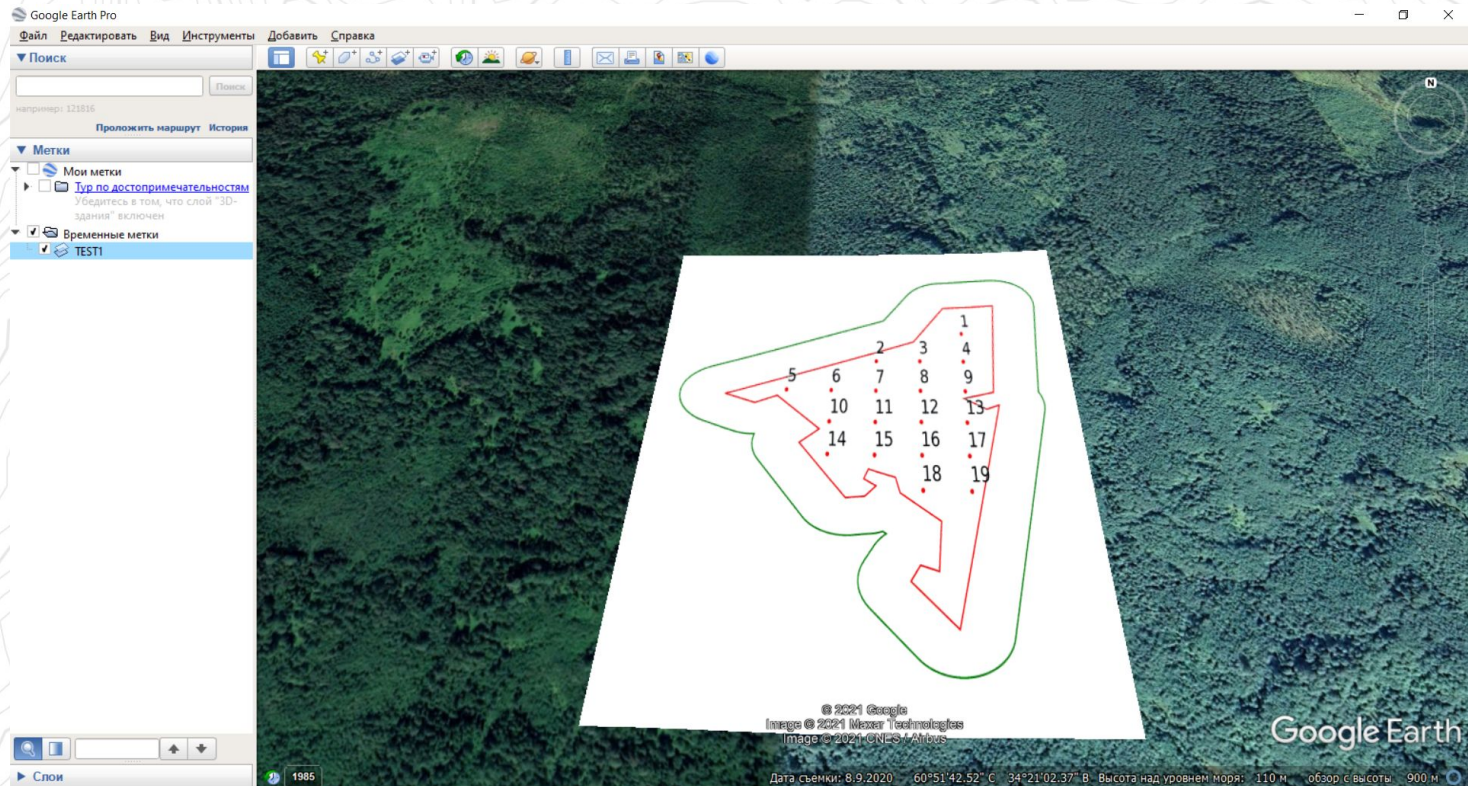 Google Earth Pro
Файл Редактировать Вид Инструменты Добавить Справка
Поиск
Поиск
например: 121816
Проложить маршрут История
Метки
Мои метки
Тур по достопримечательностям
Убедитесь в том, что слой "3D-
здания" включен
Временные метки
TEST1
N
1
2 3 4
5 6 7 8 9
10 11 12 13
14 15 16 17
18 19
© 2021 Google
Image © 2021 Maxar Technologies
Image © 2021 CNES / Airbus
Google Earth
Слои
1985
Дата съемки: 8.9.2020 60°51'42.52" С 34°21'02.37" В Высота над уровнем моря: 110 м обзор с высоты 900 м